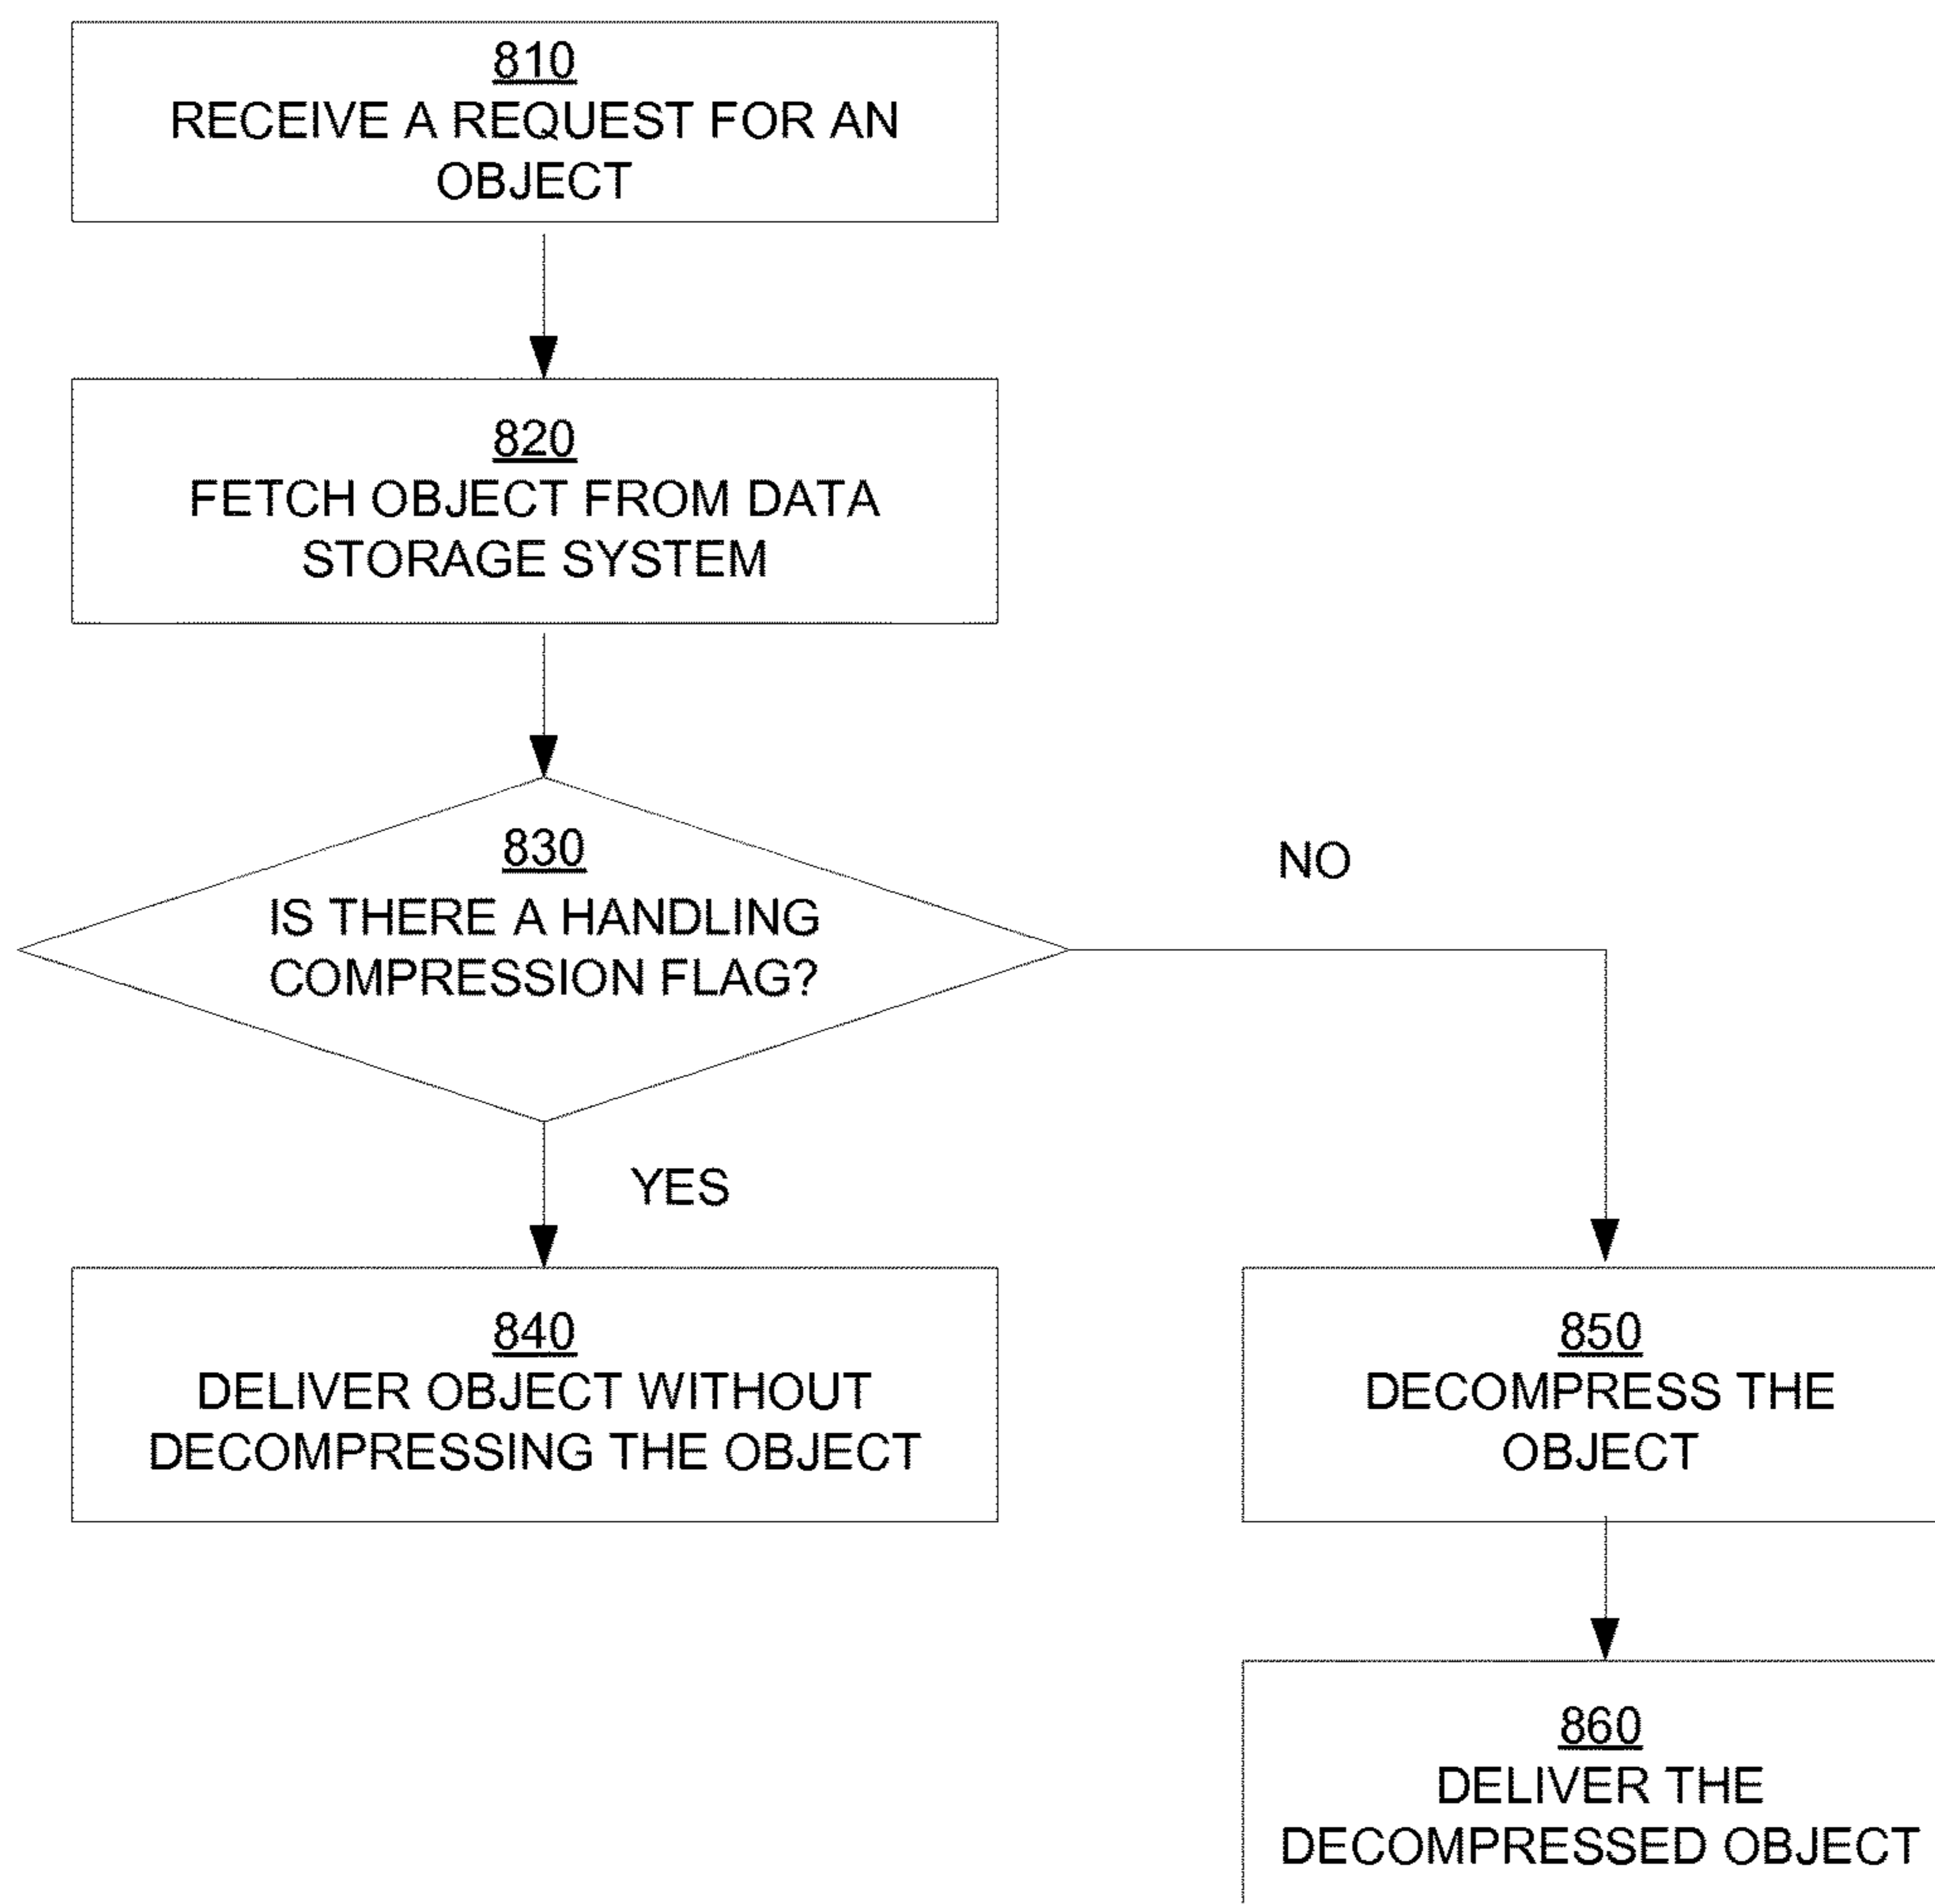 810
RECEIVE A REQUEST FOR AN
OBJECT
820
FETCH OBJECT FROM DATA
STORAGE SYSTEM
830
IS THERE A HANDLING
COMPRESSION FLAG?
NO
YES
840
DELIVER OBJECT WITHOUT
DECOMPRESSING THE OBJECT
850
DECOMPRESS THE
OBJECT
860
DELIVER THE
DECOMPRESSED OBJECT